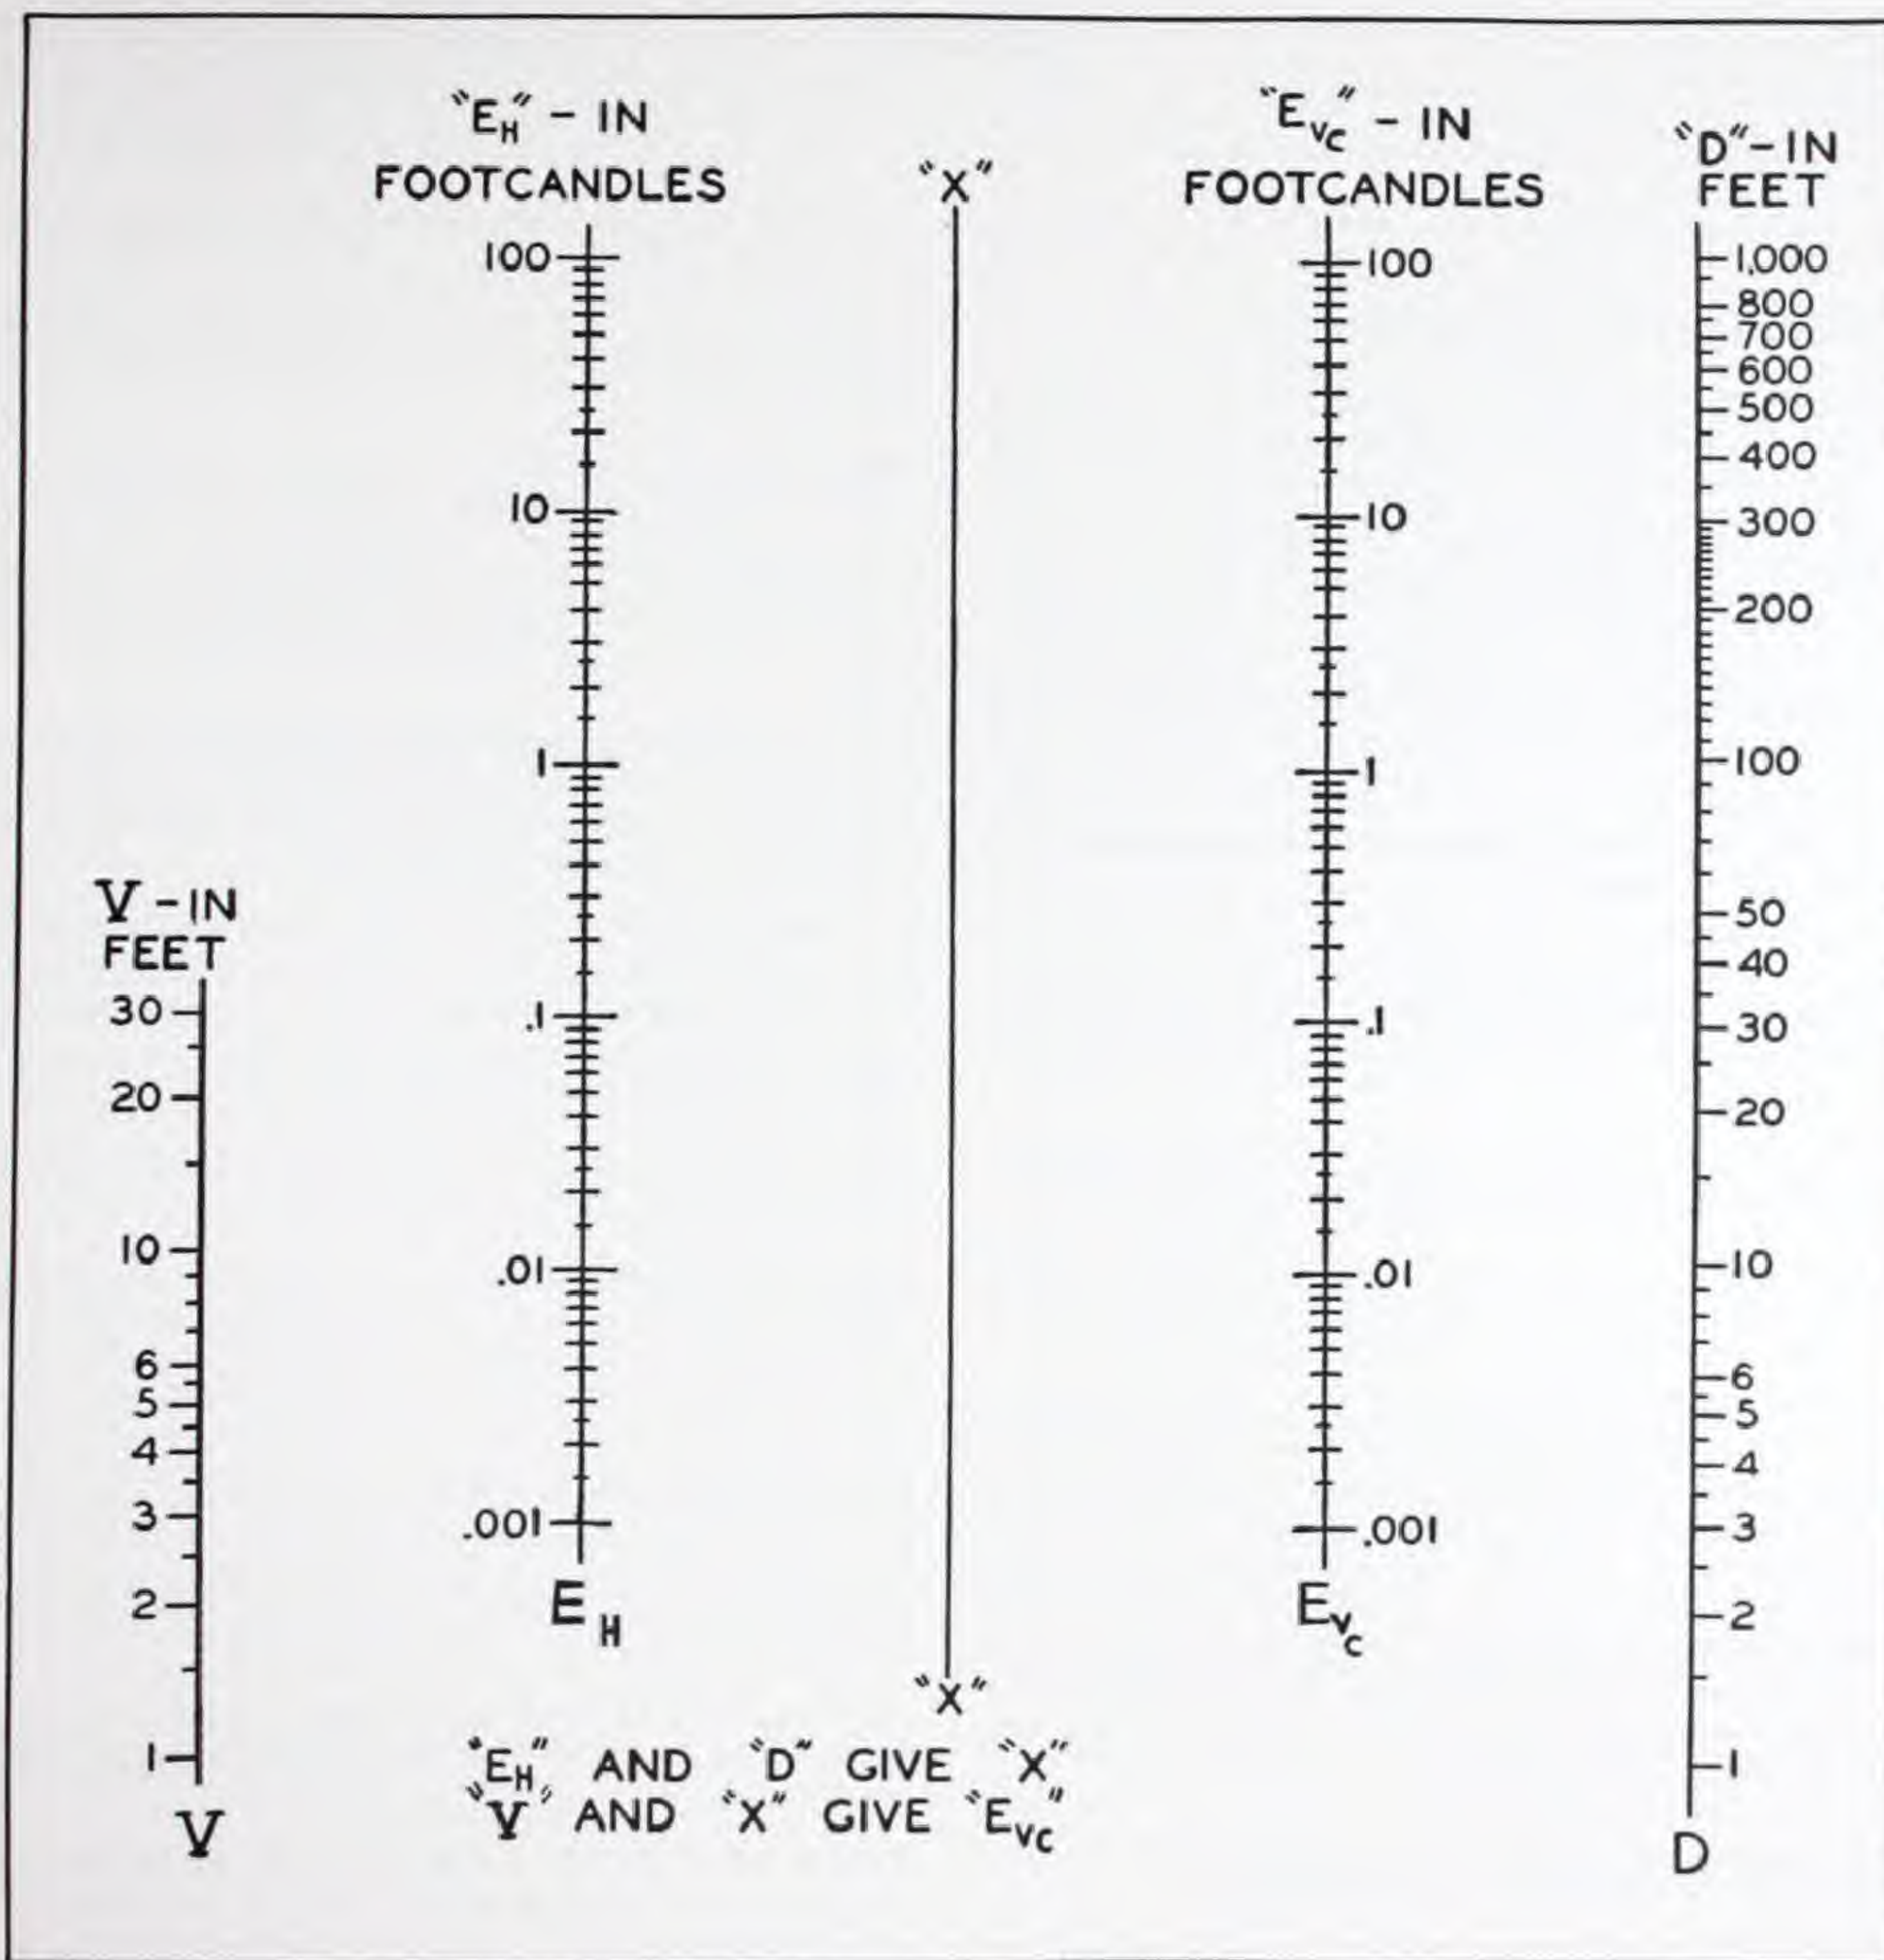 "EH" - IN
FOOTCANDLES
100
10
1
.1
.01
.001
EH
"X"
"X"
"EVC" - IN
FOOTCANDLES
100
10
1
.1
.01
.001
EVC
"D" - IN
FEET
1,000
800
700
600
500
400
300
200
100
50
40
30
20
10
6
5
4
3
2
1
D
V - IN
FEET
30
20
10
6
5
4
3
2
1
V
"EH" AND "D" GIVE "X"
"V" AND "X" GIVE "EVC"